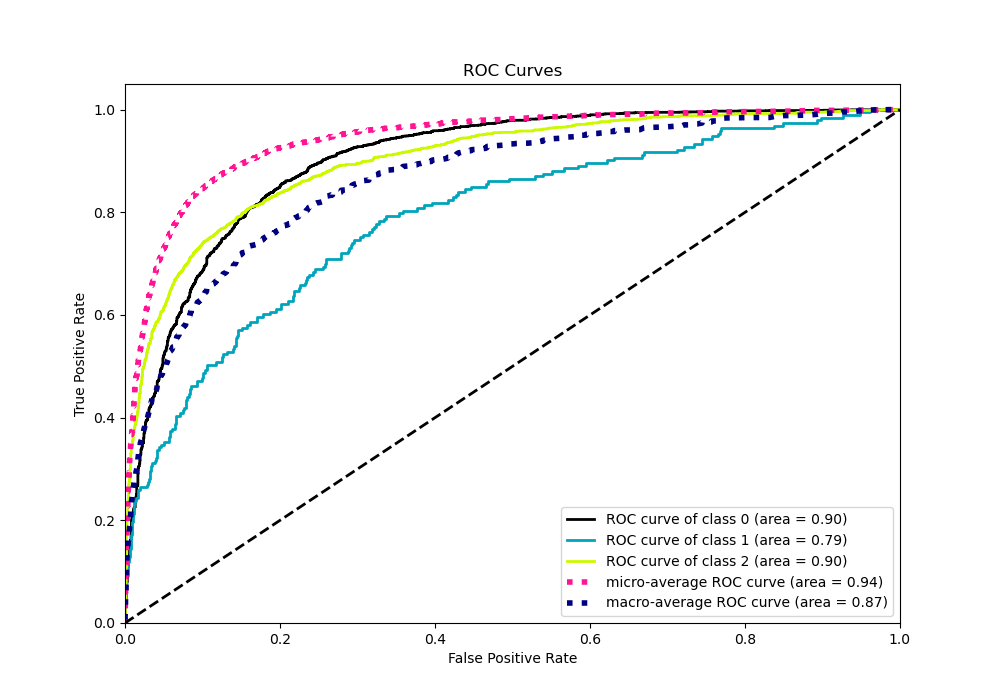 ROC Curves
True Positive Rate
1.0
0.8
0.6
0.4
0.2
0.0
0.0
0.2
0.4
0.6
0.8
1.0
False Positive Rate
ROC curve of class 0 (area = 0.90)
ROC curve of class 1 (area = 0.79)
ROC curve of class 2 (area = 0.90)
micro-average ROC curve (area = 0.94)
macro-average ROC curve (area = 0.87)